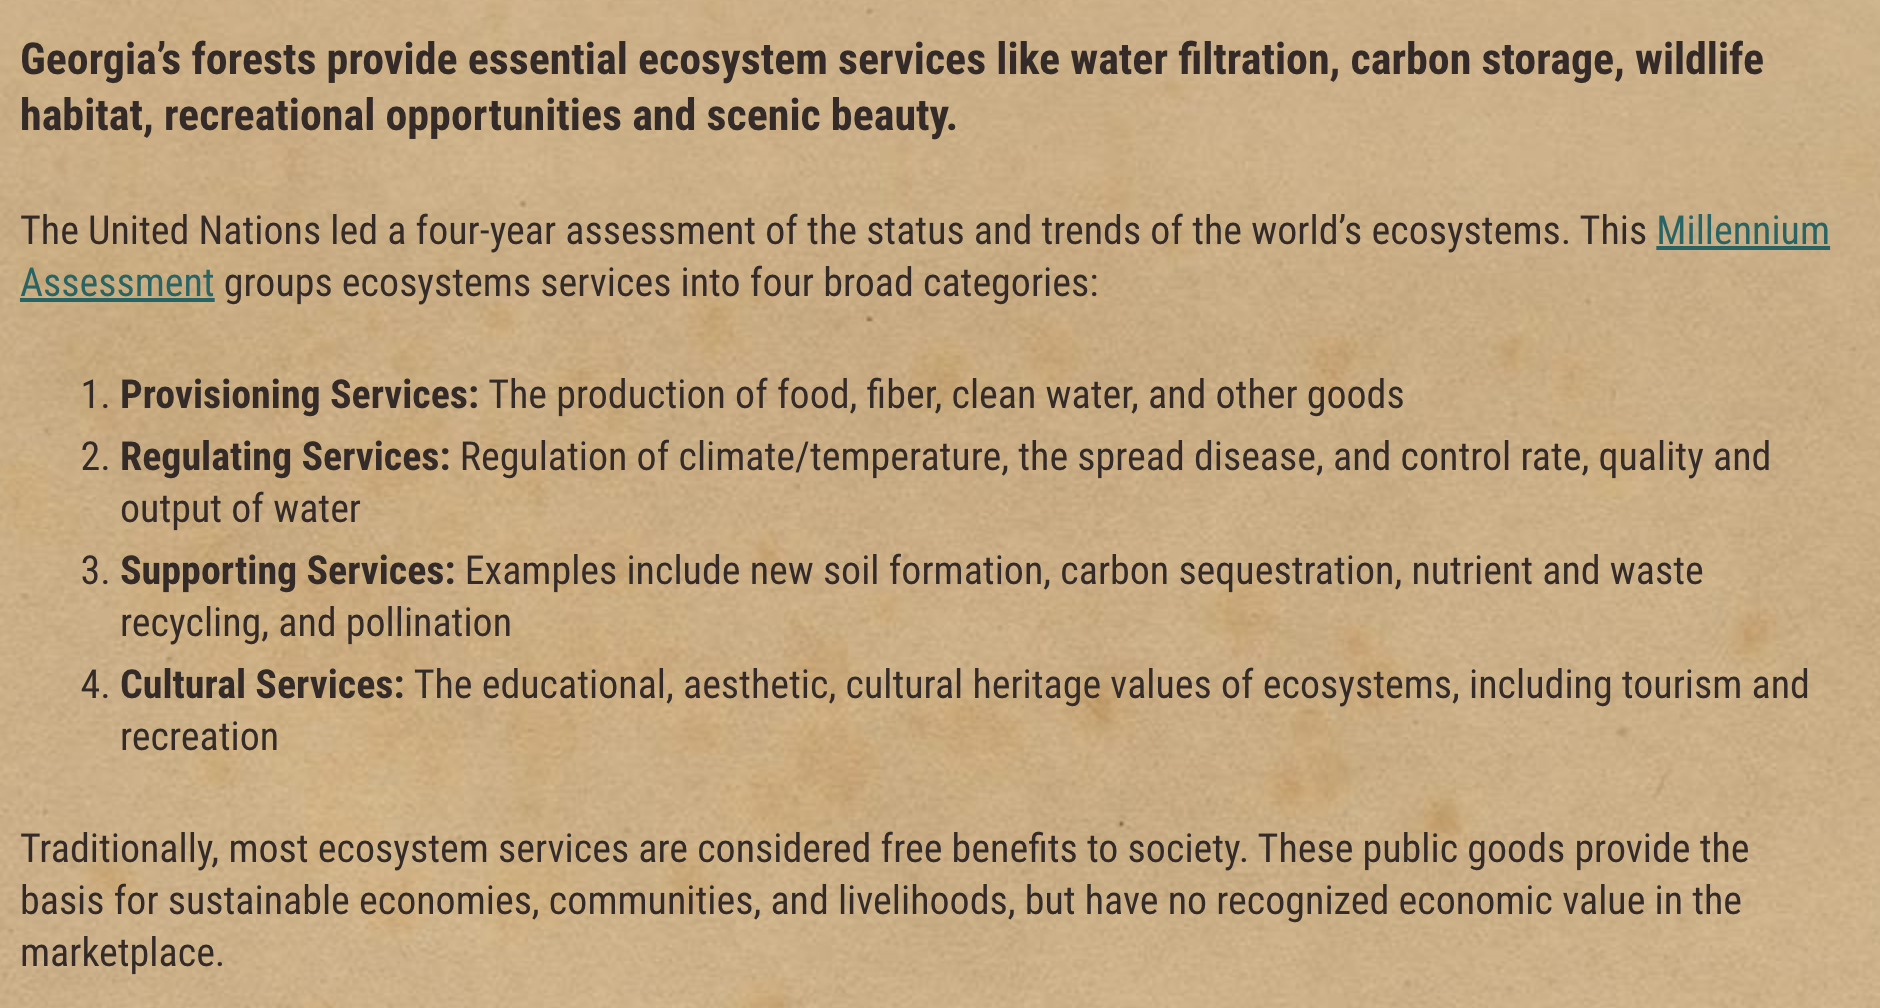 Georgia’s forests provide essential ecosystem services like water filtration, carbon storage, wildlife
habitat, recreational opportunities and scenic beauty.
The United Nations led a four-year assessment of the status and trends of the world’s ecosystems. This Millennium
Assessment groups ecosystems services into four broad categories:
1. Provisioning Services: The production of food, fiber, clean water, and other goods
2. Regulating Services: Regulation of climate/temperature, the spread disease, and control rate, quality and
output of water
3. Supporting Services: Examples include new soil formation, carbon sequestration, nutrient and waste
recycling, and pollination
4. Cultural Services: The educational, aesthetic, cultural heritage values of ecosystems, including tourism and
recreation
Traditionally, most ecosystem services are considered free benefits to society. These public goods provide the
basis for sustainable economies, communities, and livelihoods, but have no recognized economic value in the
marketplace.